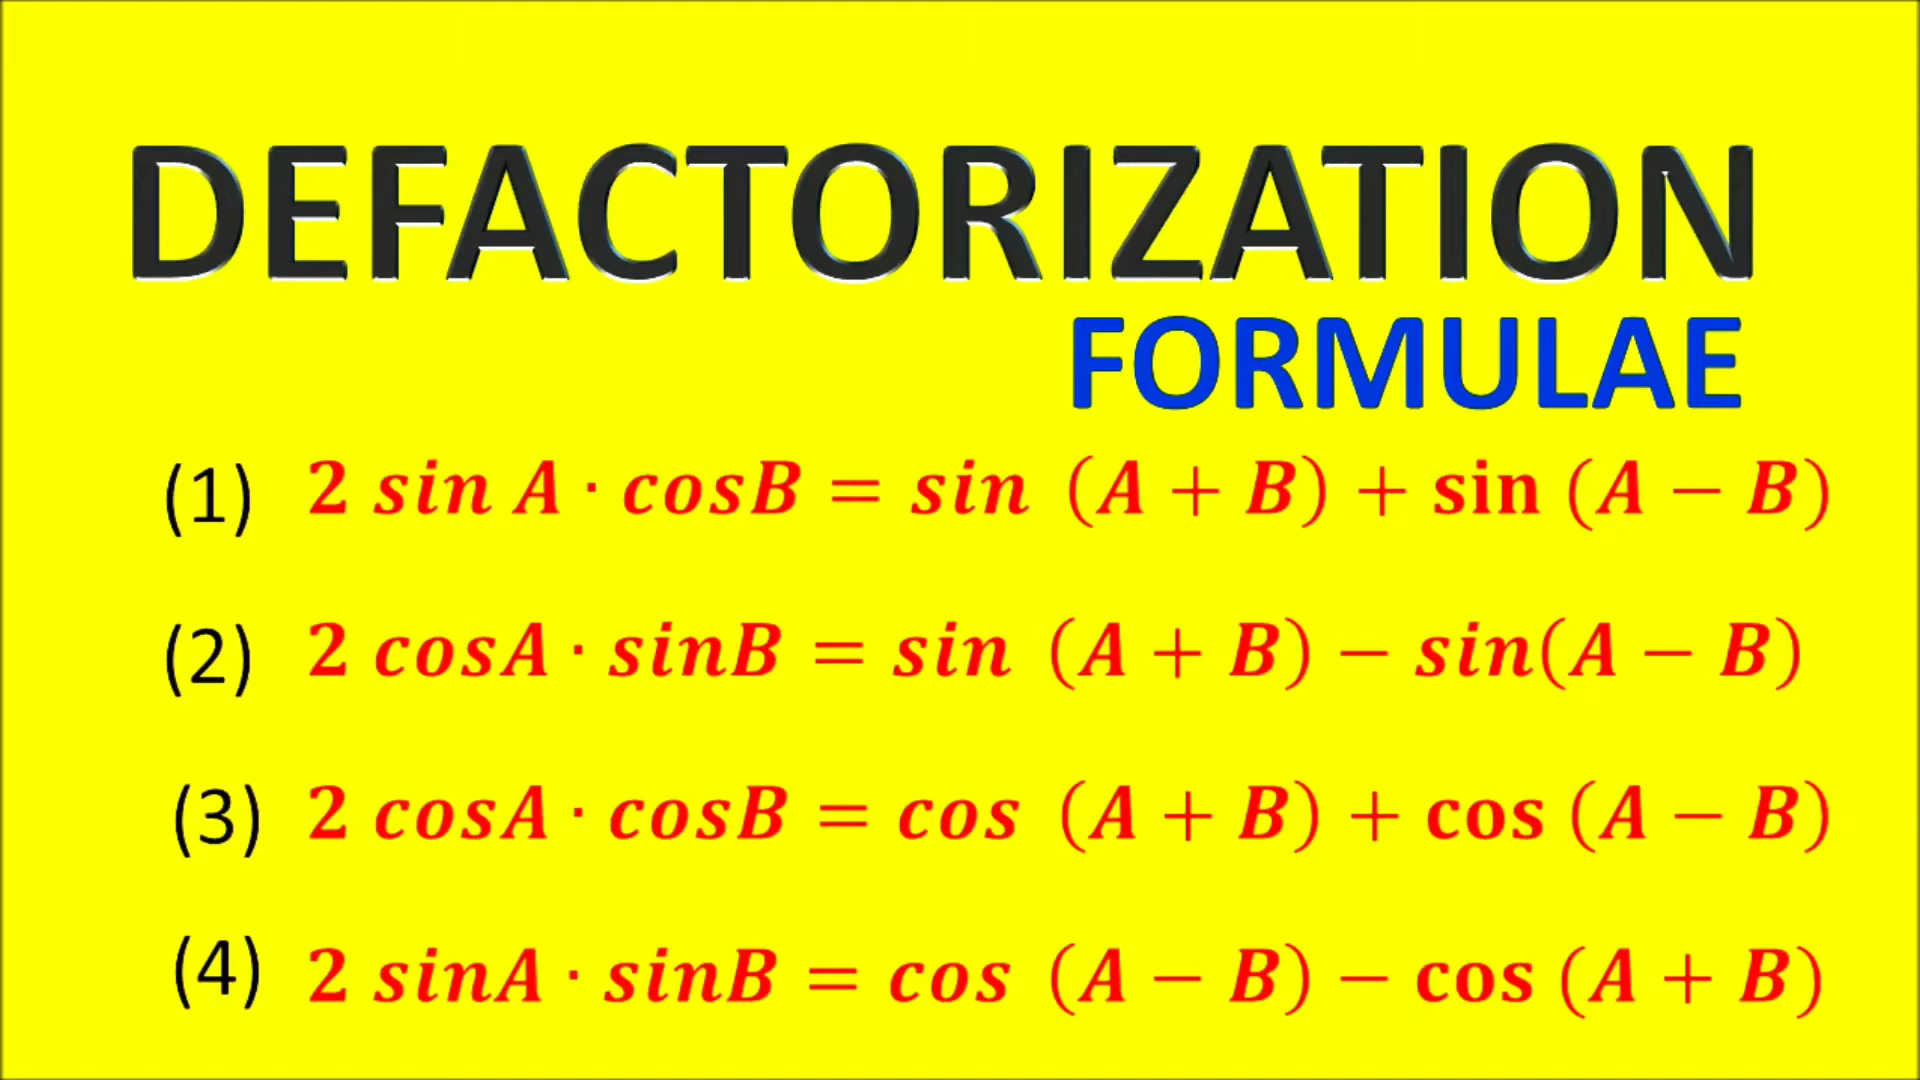 DEFACTORIZATION
FORMULAE
(1) 2 sin A · cosB = sin (A + B) + sin (A − B)
(2) 2 cosA · sinB = sin (A + B) − sin(A − B)
(3) 2 cosA · cosB = cos (A + B) + cos (A − B)
(4) 2 sinA · sinB = cos (A − B) − cos (A + B)